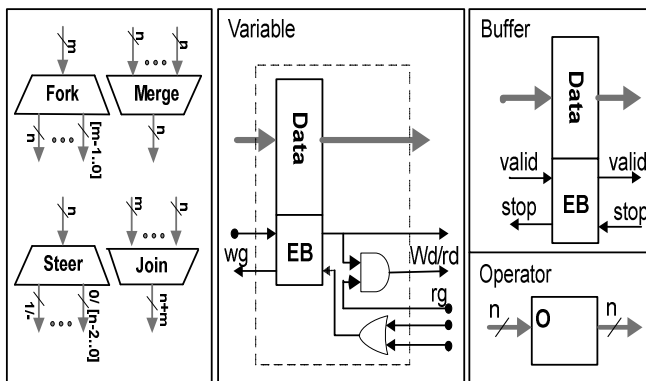 m
n
n
Fork
Merge
n
[m-1..0]
n
n
m
n
Steer
Join
1/-
0/ [n-2..0]
n+m
Variable
Data
EB
wg
Wd/rd
rg
Buffer
Data
valid
valid
EB
stop
stop
Operator
n
O
n